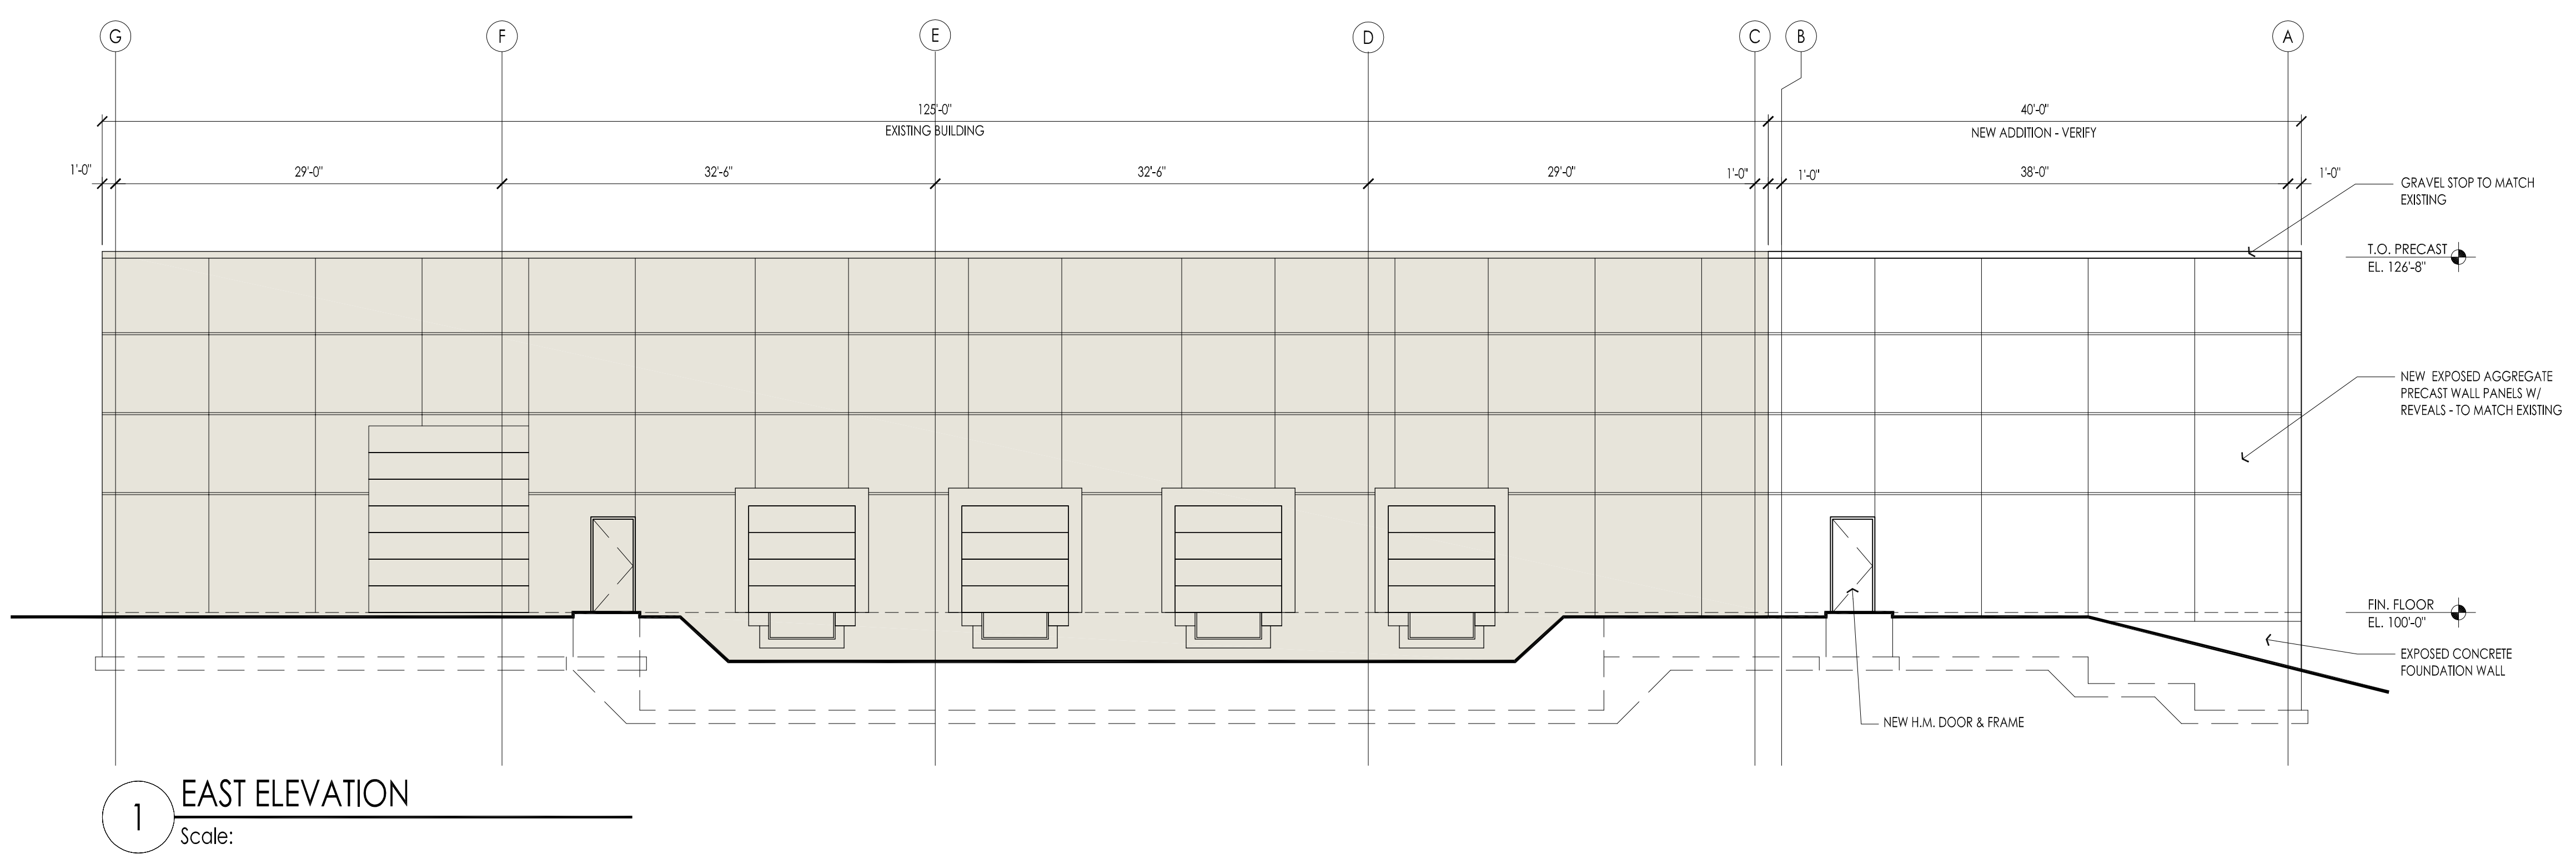 G
F
E
D
C
B
A
125'-0"
EXISTING BUILDING
40'-0"
NEW ADDITION - VERIFY
1'-0"
29'-0"
32'-6"
32'-6"
29'-0"
1'-0"
1'-0"
38'-0"
1'-0"
GRAVEL STOP TO MATCH
EXISTING
T.O. PRECAST
EL. 126'-8"
NEW EXPOSED AGGREGATE
PRECAST WALL PANELS W/
REVEALS - TO MATCH EXISTING
FIN. FLOOR
EL. 100'-0"
EXPOSED CONCRETE
FOUNDATION WALL
NEW H.M. DOOR & FRAME
1
EAST ELEVATION
Scale: